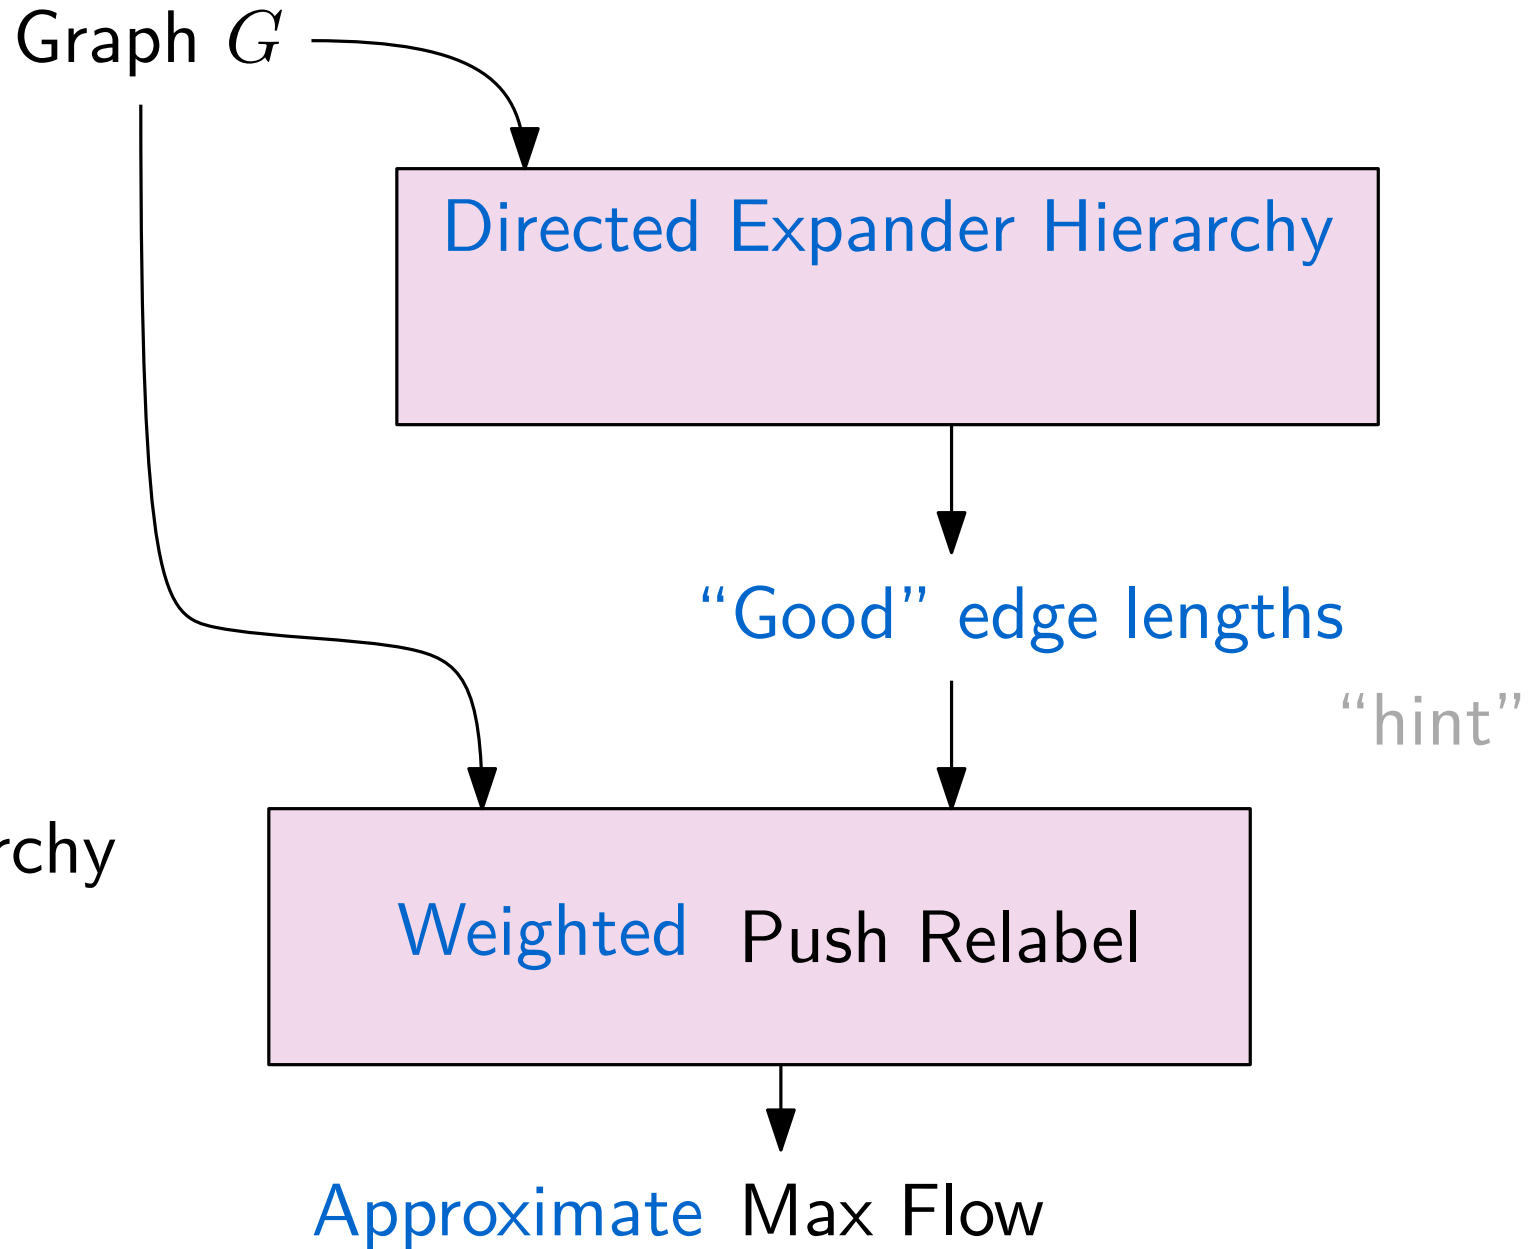 Graph G
Directed Expander Hierarchy
“Good” edge lengths
“hint”
rchy
Weighted Push Relabel
Approximate Max Flow